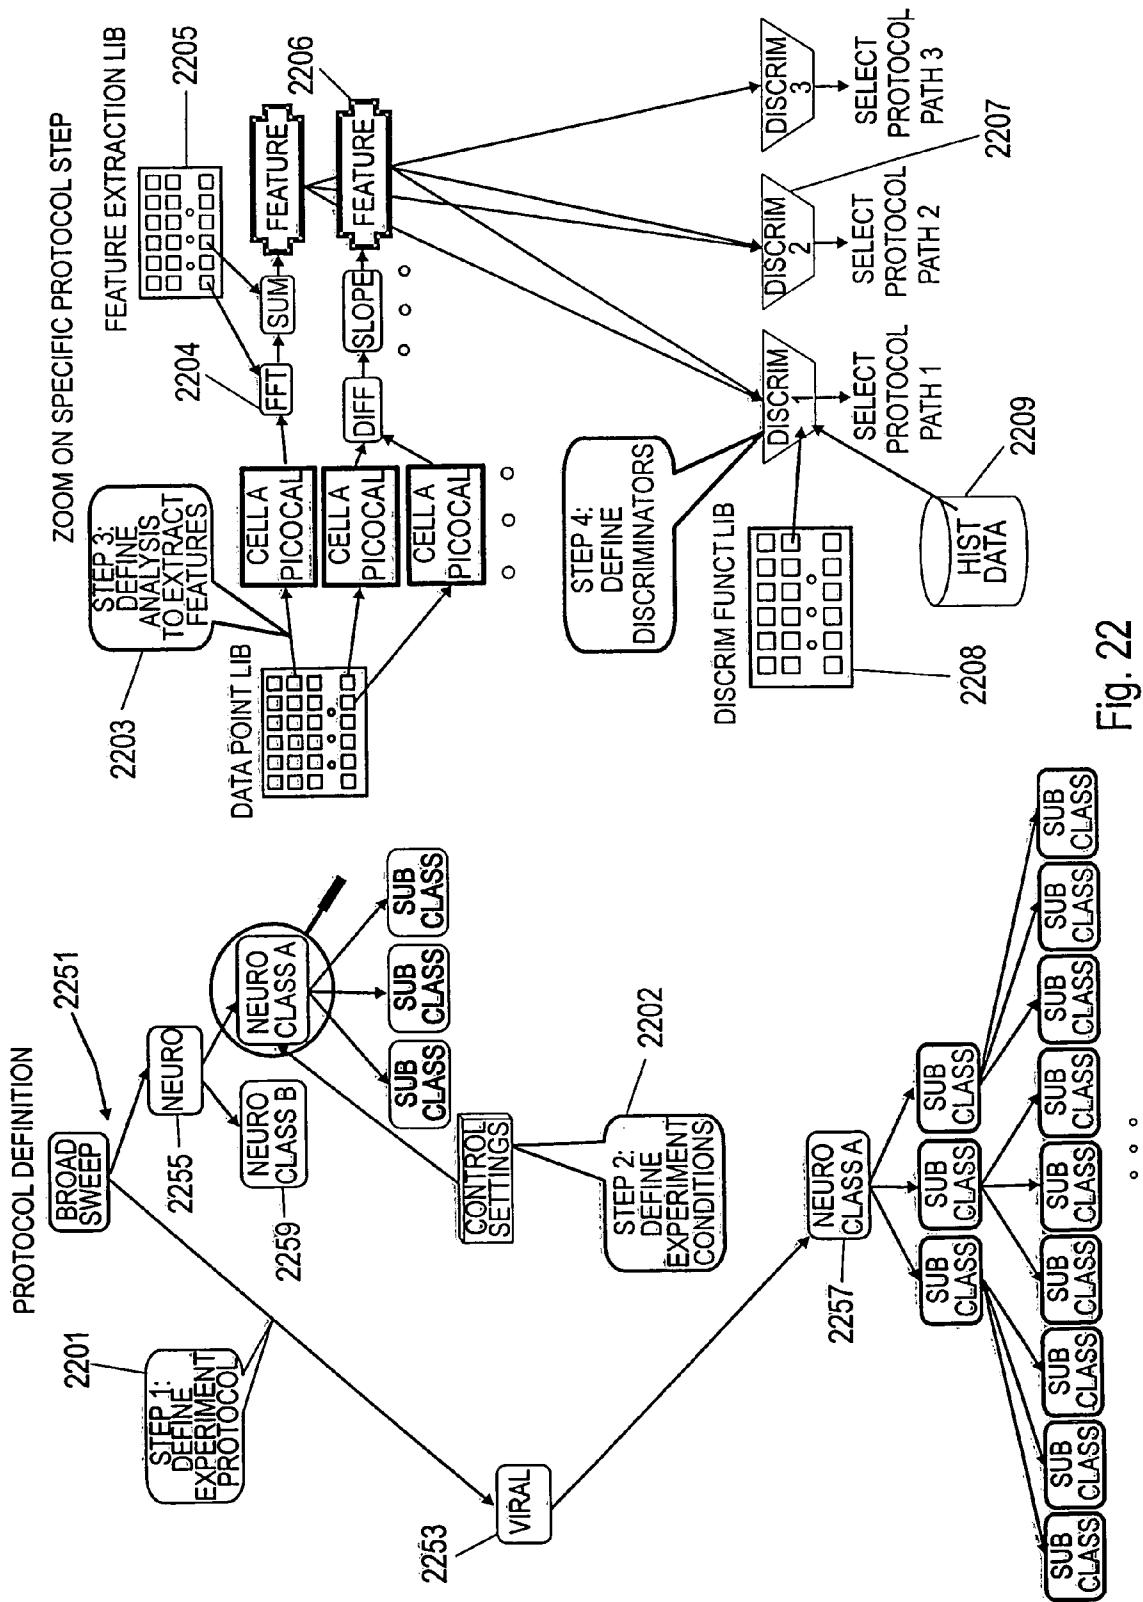 PROTOCOL DEFINITION
BROAD
SWEEP
2251
2201
STEP 1:
DEFINE
EXPERIMENT
PROTOCOL
NEURO
2255
NEURO
CLASS B
2259
NEURO
CLASS A
SUB
CLASS
SUB
CLASS
SUB
CLASS
CONTROL
SETTINGS
STEP 2:
DEFINE
EXPERIMENT
CONDITIONS
2202
VIRAL
2253
NEURO
CLASS A
2257
SUB
CLASS
SUB
CLASS
SUB
CLASS
SUB
CLASS
SUB
CLASS
SUB
CLASS
SUB
CLASS
SUB
CLASS
SUB
CLASS
SUB
CLASS
SUB
CLASS
SUB
CLASS
ZOOM ON SPECIFIC PROTOCOL STEP
FEATURE EXTRACTION LIB
2205
2203
STEP 3:
DEFINE
ANALYSIS
TO EXTRACT
FEATURES
2204
DATA POINT LIB
CELL A
PICOCAL
FFT
SUM
FEATURE
2206
CELL A
PICOCAL
DIFF
SLOPE
FEATURE
CELL A
PICOCAL
STEP 4:
DEFINE
DISCRIMINATORS
DISCRIM FUNCT LIB
2208
DISCRIM
1
DISCRIM
2
DISCRIM
3
2207
SELECT
PROTOCOL
PATH 1
SELECT
PROTOCOL
PATH 2
SELECT
PROTOCOL
PATH 3
HIST
DATA
2209
Fig. 22